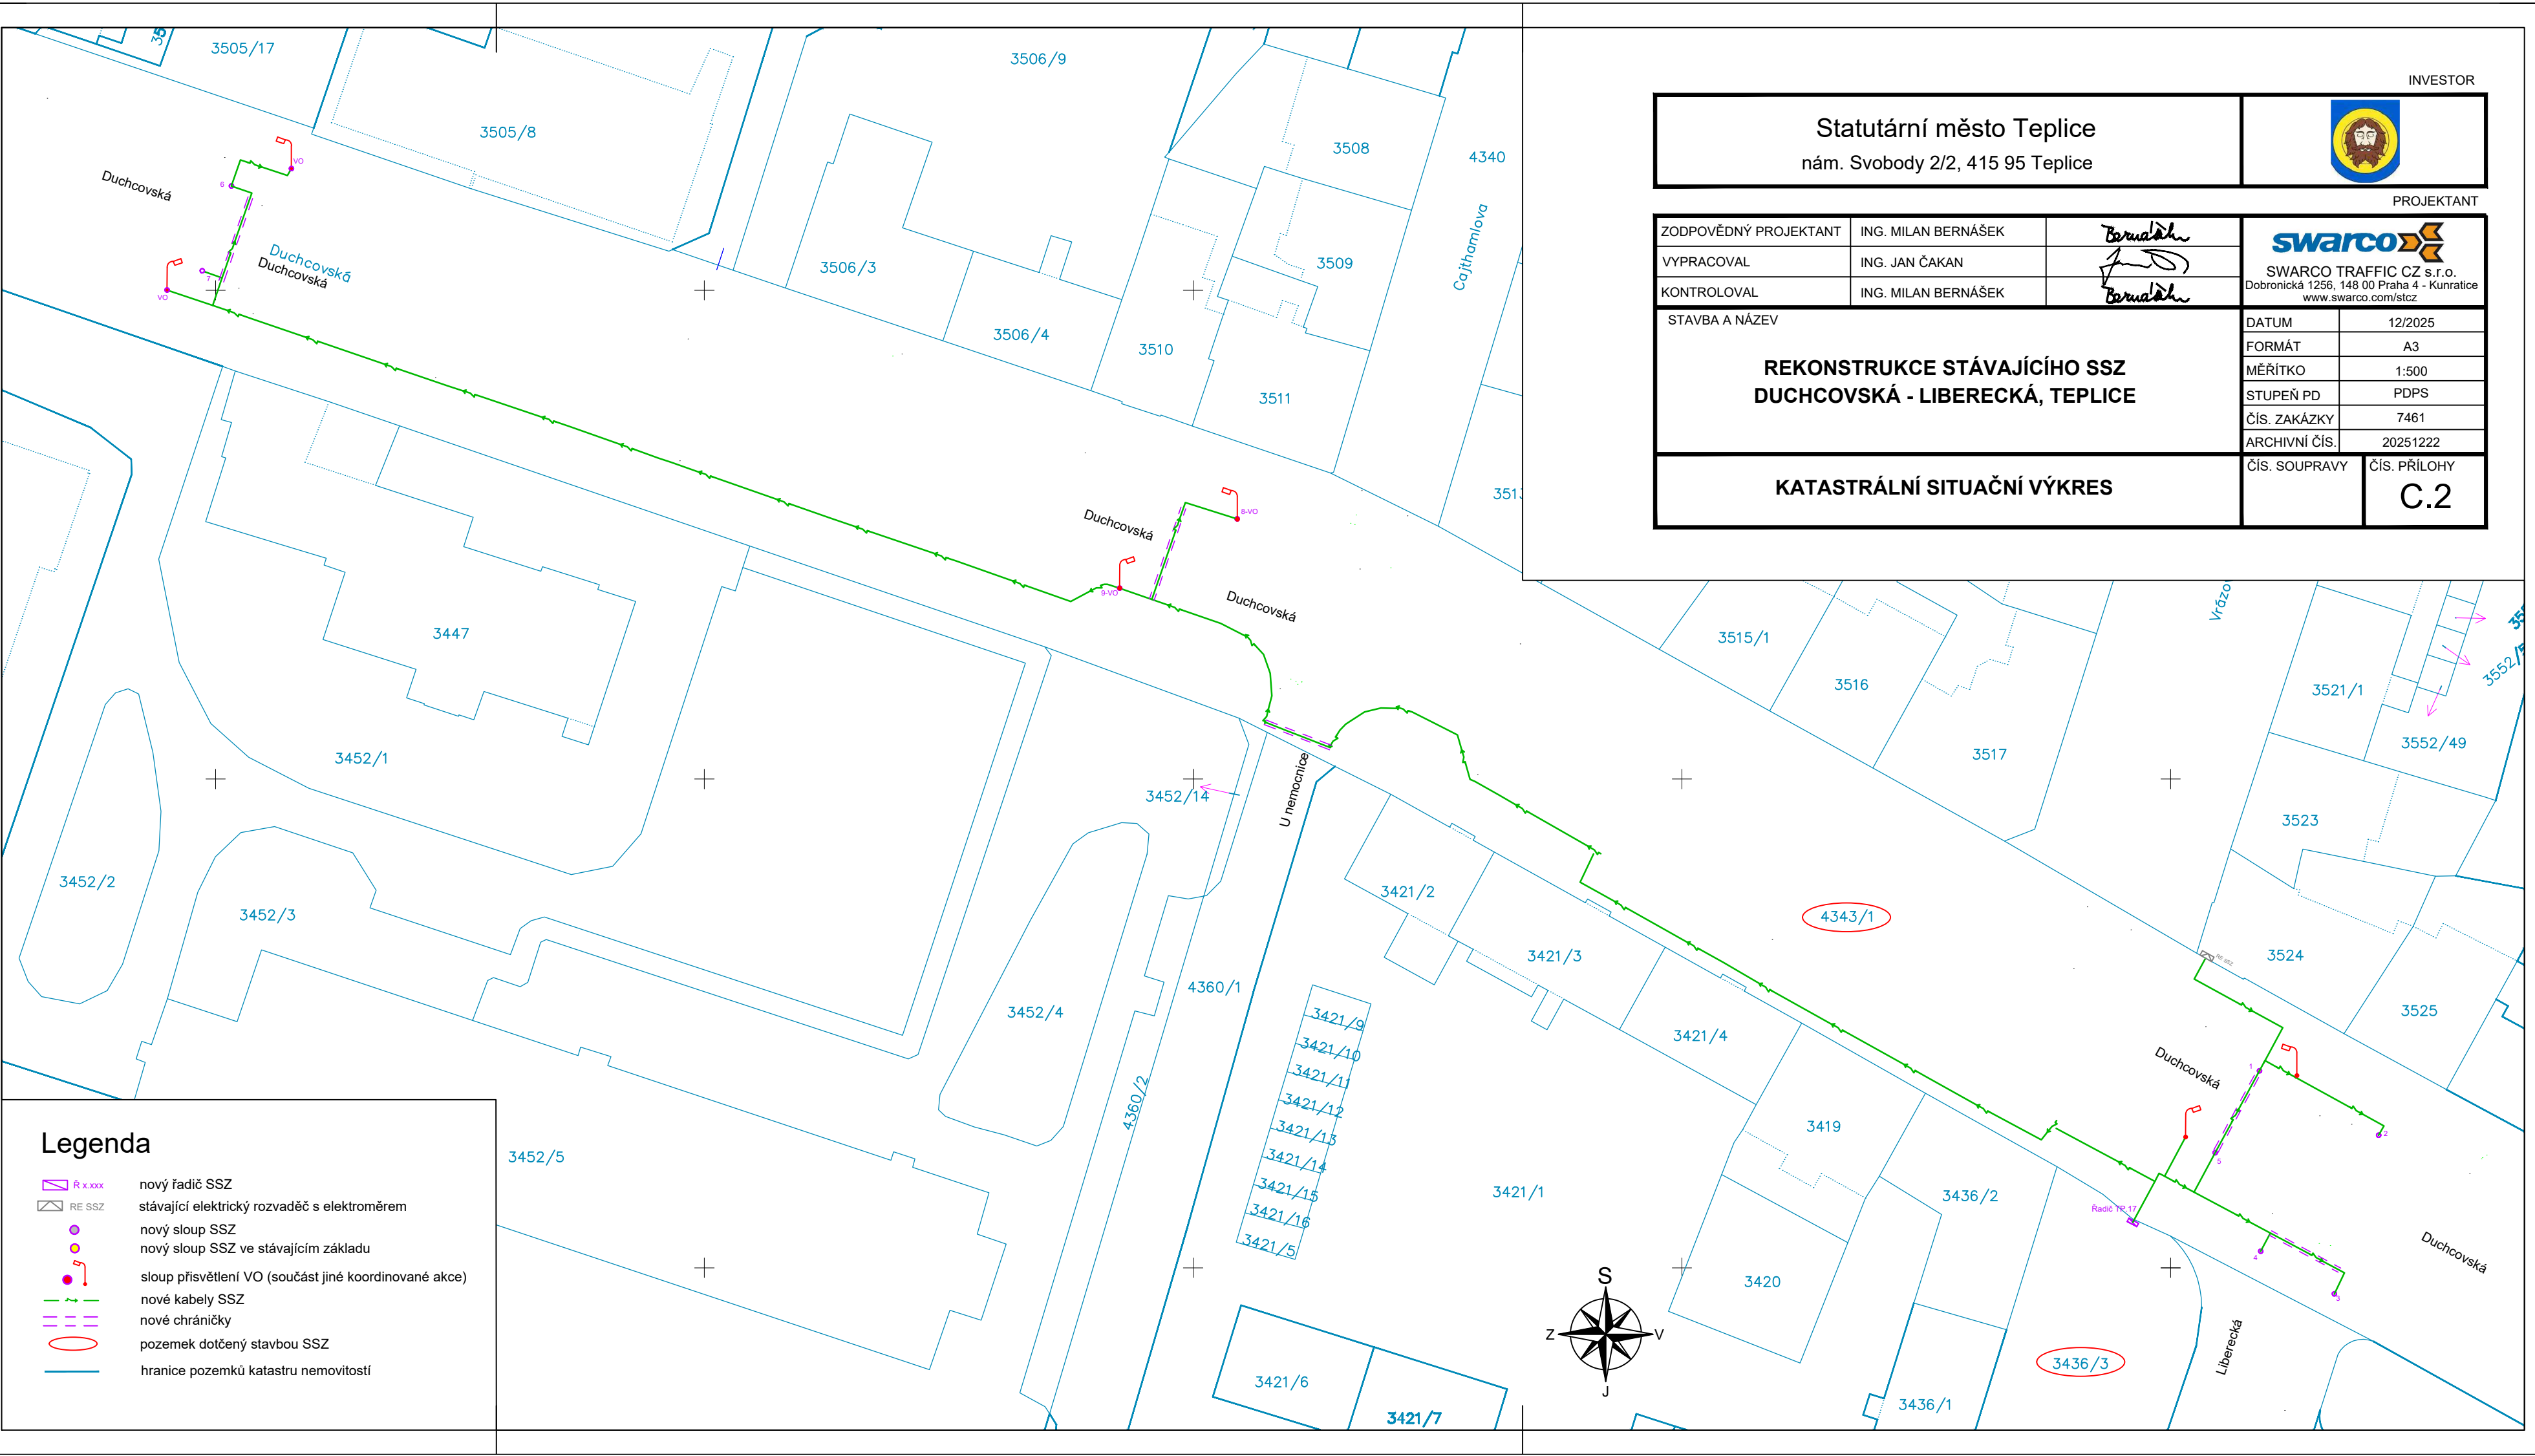 INVESTOR
Statutární město Teplice
nám. Svobody 2/2, 415 95 Teplice
PROJEKTANT
ZODPOVĚDNÝ PROJEKTANT ING. MILAN BERNÁŠEK
VYPRACOVAL ING. JAN ČAKAN
KONTROLOVAL ING. MILAN BERNÁŠEK
swarco
SWARCO TRAFFIC CZ s.r.o.
Dobronická 1256, 148 00 Praha 4 - Kunratice
www.swarco.com/stcz
STAVBA A NÁZEV
REKONSTRUKCE STÁVAJÍCÍHO SSZ
DUCHCOVSKÁ - LIBERECKÁ, TEPLICE
DATUM 12/2025
FORMÁT A3
MĚŘÍTKO 1:500
STUPEŇ PD PDPS
ČÍS. ZAKÁZKY 7461
ARCHIVNÍ ČÍS. 20251222
KATASTRÁLNÍ SITUAČNÍ VÝKRES
ČÍS. SOUPRAVY
ČÍS. PŘÍLOHY
C.2
3505/17
3505/8
3506/9
3508
4340
Cajthamlova
3509
3506/3
3506/4
3510
3511
Duchcovská
Duchcovská
Duchcovská
VO
6
7
VO
Duchcovská
8-VO
9-VO
Duchcovská
3447
3452/1
3452/2
3452/3
3452/14
U nemocnice
3452/4
4360/1
4360/2
3452/5
3515/1
3516
3517
3521/1
3552/49
3523
3524
3525
RE SSZ
4343/1
3421/2
3421/3
3421/4
3419
3420
3421/9
3421/10
3421/11
3421/12
3421/13
3421/14
3421/15
3421/16
3421/5
3421/1
3421/6
3421/7
3436/2
3436/3
3436/1
Duchcovská
1
2
5
4
3
Řadič TP 17
Duchcovská
Liberecká
S
Z
V
J
Legenda
Ř x.xxx nový řadič SSZ
RE SSZ stávající elektrický rozvaděč s elektroměrem
nový sloup SSZ
nový sloup SSZ ve stávajícím základu
sloup přisvětlení VO (součást jiné koordinované akce)
nové kabely SSZ
nové chráničky
pozemek dotčený stavbou SSZ
hranice pozemků katastru nemovitostí